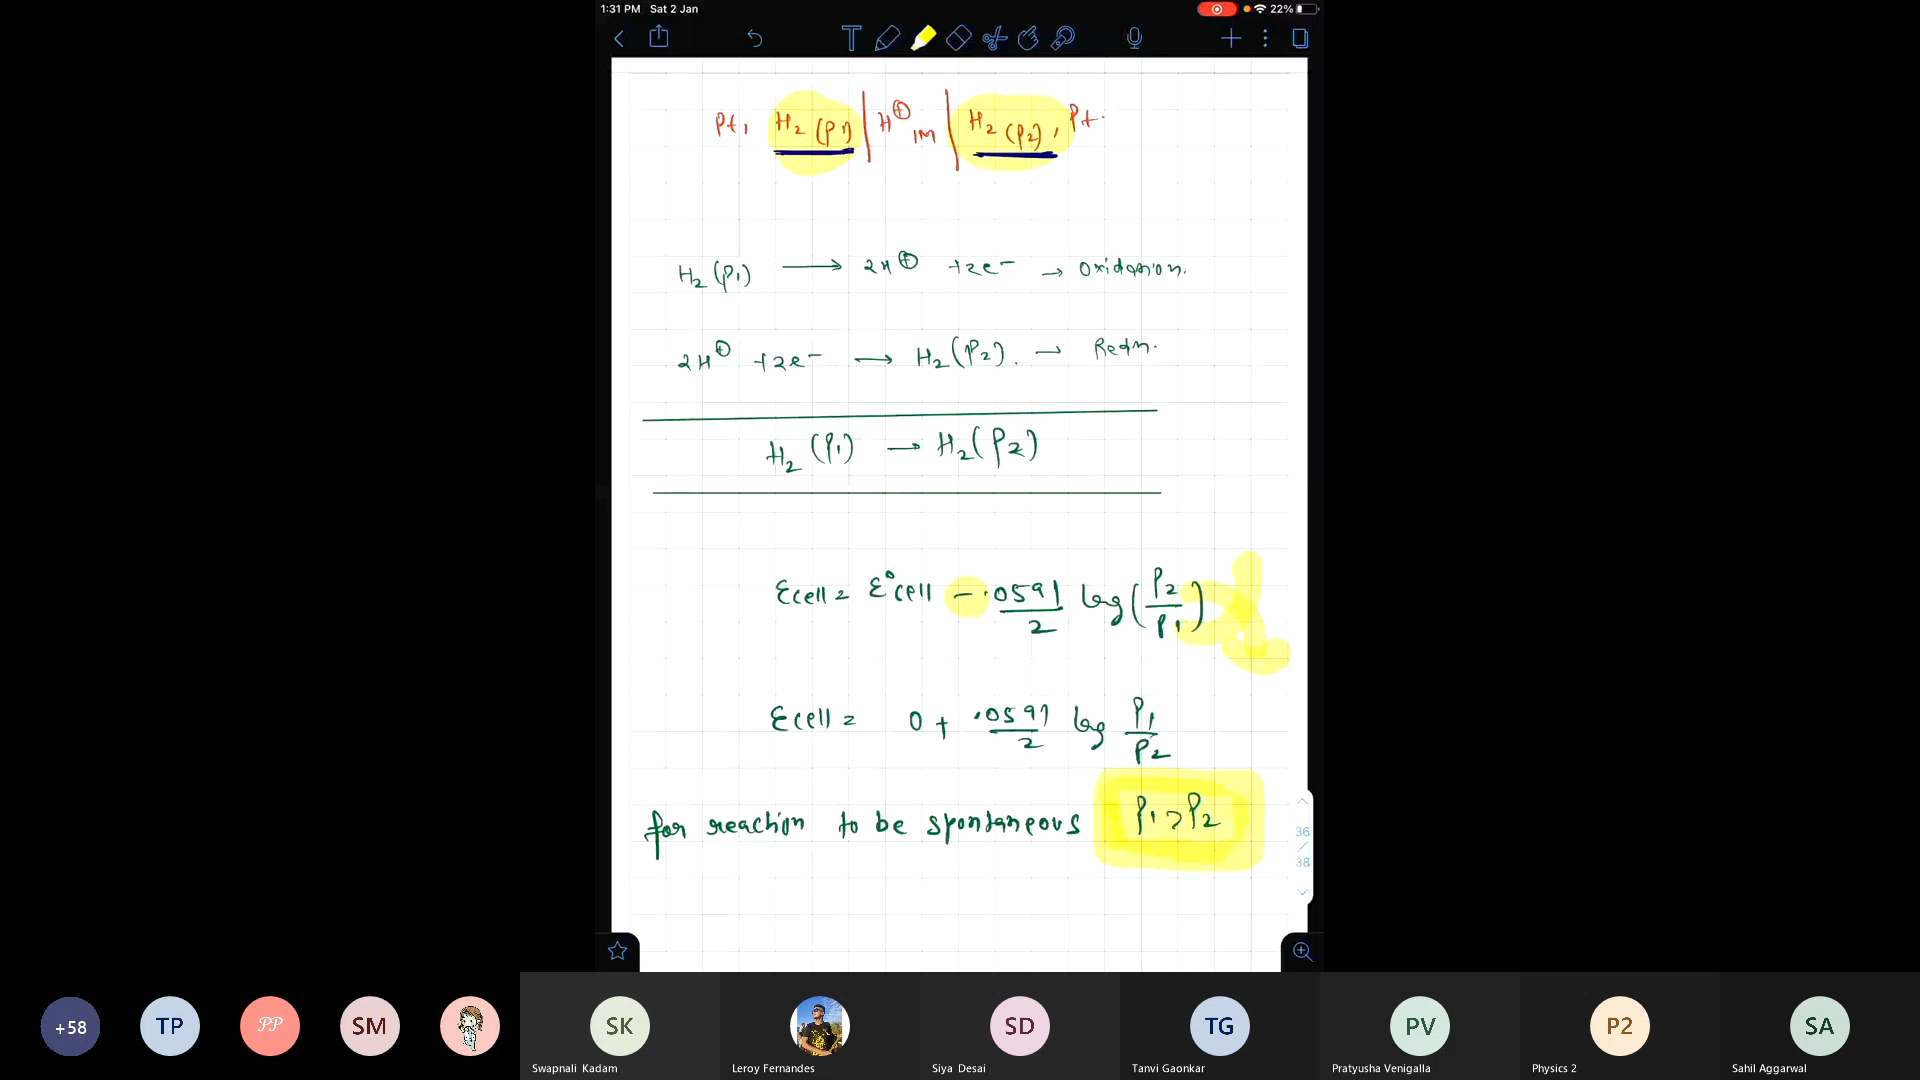 1:31 PM Sat 2 Jan
22%
Pt, H₂ (P₁) | H⊕ 1M | H₂ (P₂), Pt.
H₂ (P₁) ⟶ 2H⊕ +2e⁻ → Oxidation.
2H⊕ +2e⁻ ⟶ H₂ (P₂). → Redn.
H₂ (P₁) → H₂ (P₂)
Ecell = E°cell - .0591/2 log (P₂/P₁)
Ecell = 0 + .0591/2 log P₁/P₂
for reaction to be spontaneous P₁ > P₂
36
/
38
+58 TP PP SM SK SD TG PV P2 SA
Swapnali Kadam Leroy Fernandes Siya Desai Tanvi Gaonkar Pratyusha Venigalla Physics 2 Sahil Aggarwal